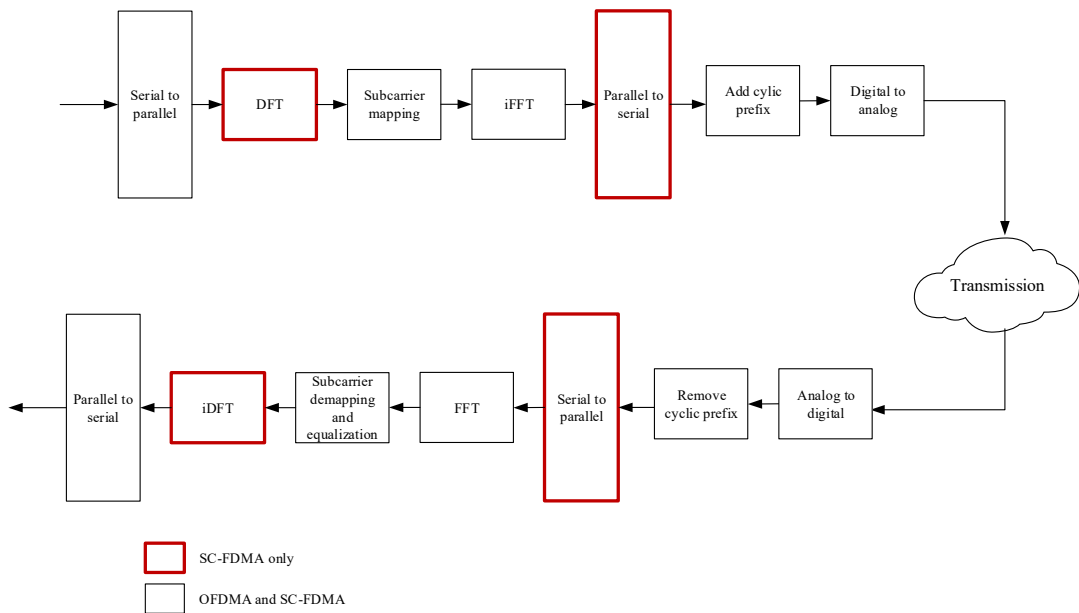 Serial to
parallel
DFT
Subcarrier
mapping
iFFT
Parallel to
serial
Add cylic
prefix
Digital to
analog
Transmission
Parallel to
serial
iDFT
Subcarrier
demapping
and
equalization
FFT
Serial to
parallel
Remove
cyclic prefix
Analog to
digital
SC-FDMA only
OFDMA and SC-FDMA